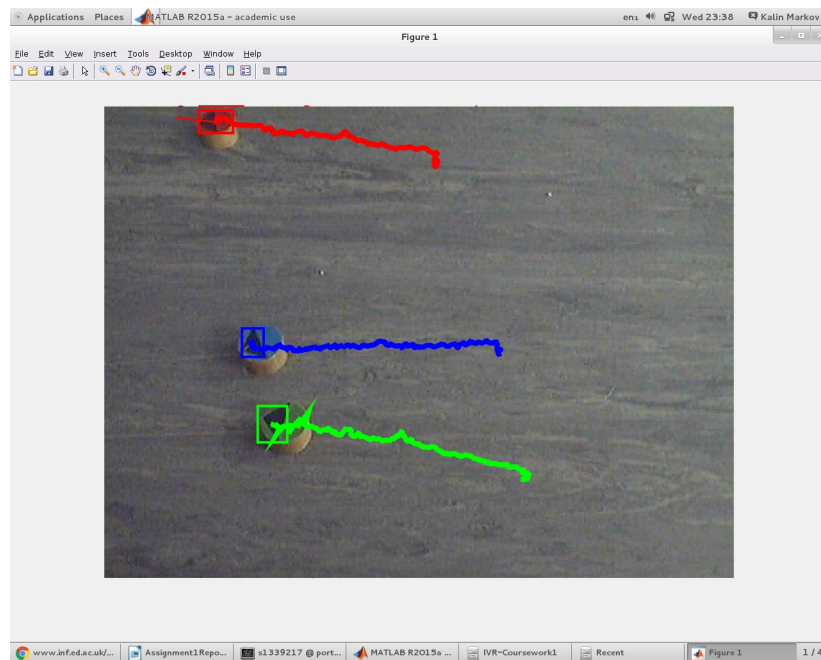 Applications Places MATLAB R2015a - academic use en₁ Wed 23:38 Kalin Markov
Figure 1
File Edit View Insert Tools Desktop Window Help
www.inf.ed.ac.uk/... Assignment1Repo... s1339217 @ port... MATLAB R2015a ... IVR-Coursework1 Recent Figure 1 1 / 4